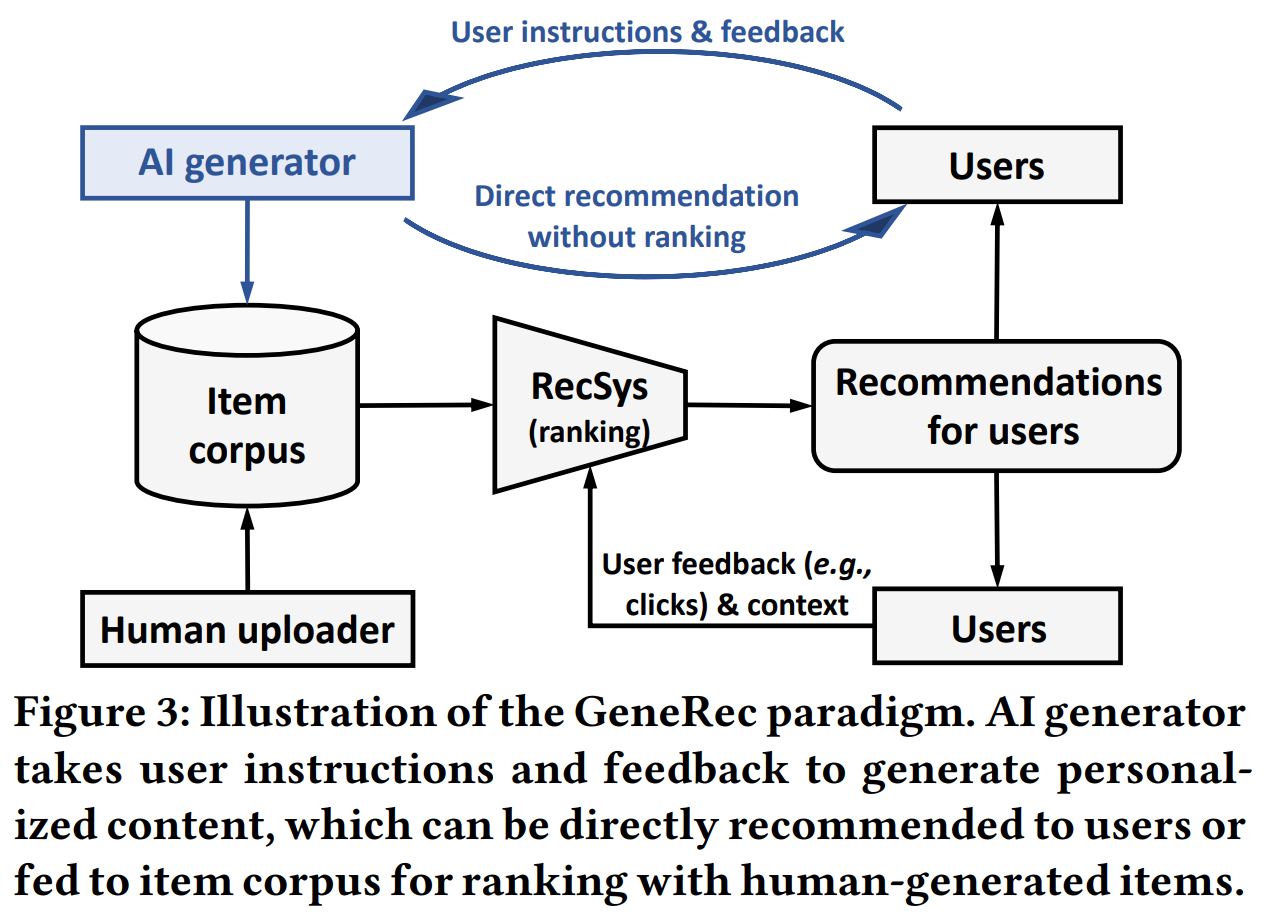 User instructions & feedback
AI generator
Users
Direct recommendation
without ranking
Item
corpus
RecSys
(ranking)
Recommendations
for users
User feedback (e.g.,
clicks) & context
Human uploader
Users
Figure 3: Illustration of the GeneRec paradigm. AI generator
takes user instructions and feedback to generate personal-
ized content, which can be directly recommended to users or
fed to item corpus for ranking with human-generated items.